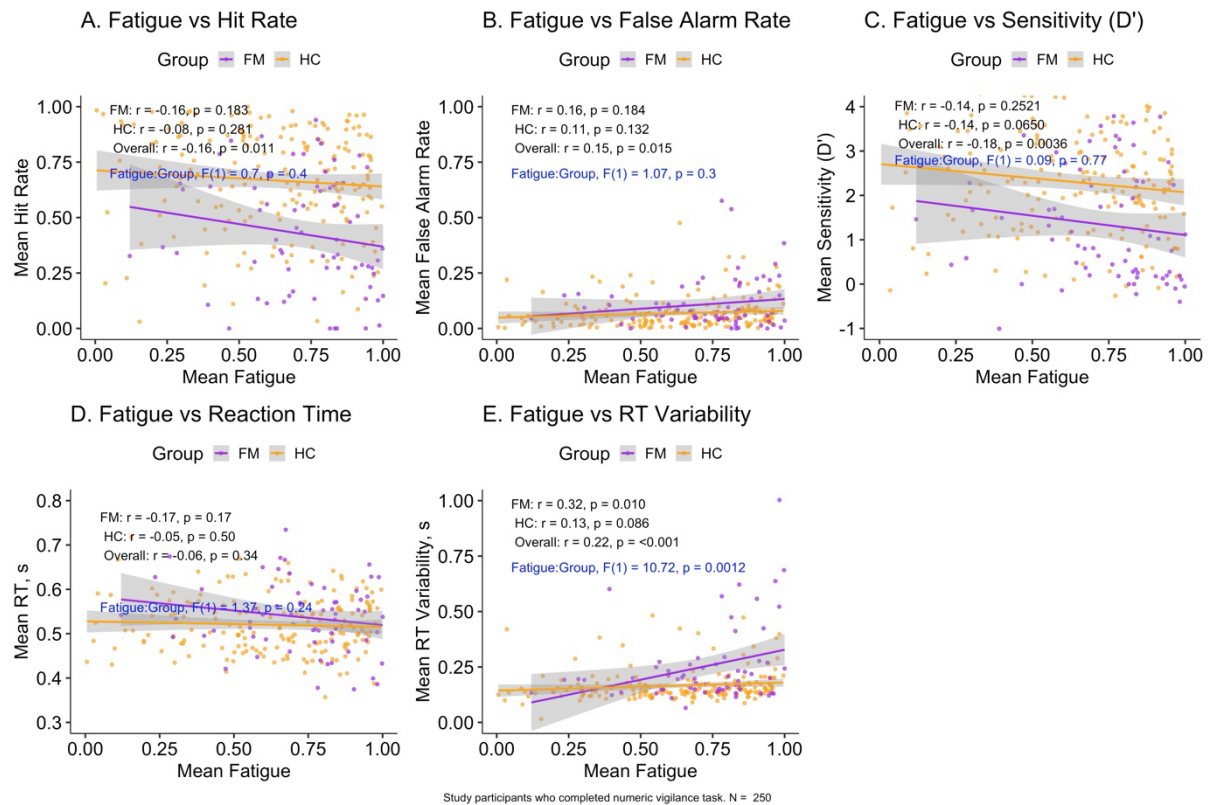 A. Fatigue vs Hit Rate
Group FM HC
FM: r = -0.16, p = 0.183
HC: r = -0.08, p = 0.281
Overall: r = -0.16, p = 0.011
Fatigue:Group, F(1) = 0.7, p = 0.4
Mean Hit Rate
1.00
0.75
0.50
0.25
0.00
0.00 0.25 0.50 0.75 1.00
Mean Fatigue
B. Fatigue vs False Alarm Rate
Group FM HC
FM: r = 0.16, p = 0.184
HC: r = 0.11, p = 0.132
Overall: r = 0.15, p = 0.015
Fatigue:Group, F(1) = 1.07, p = 0.3
Mean False Alarm Rate
1.00
0.75
0.50
0.25
0.00
0.00 0.25 0.50 0.75 1.00
Mean Fatigue
C. Fatigue vs Sensitivity (D')
Group FM HC
FM: r = -0.14, p = 0.2521
HC: r = -0.14, p = 0.0650
Overall: r = -0.18, p = 0.0036
Fatigue:Group, F(1) = 0.09, p = 0.77
Mean Sensitivity (D')
4
3
2
1
0
-1
0.00 0.25 0.50 0.75 1.00
Mean Fatigue
D. Fatigue vs Reaction Time
Group FM HC
FM: r = -0.17, p = 0.17
HC: r = -0.05, p = 0.50
Overall: r = -0.06, p = 0.34
Fatigue:Group, F(1) = 1.37, p = 0.24
Mean RT, s
0.8
0.7
0.6
0.5
0.4
0.3
0.00 0.25 0.50 0.75 1.00
Mean Fatigue
E. Fatigue vs RT Variability
Group FM HC
FM: r = 0.32, p = 0.010
HC: r = 0.13, p = 0.086
Overall: r = 0.22, p = <0.001
Fatigue:Group, F(1) = 10.72, p = 0.0012
Mean RT Variability, s
1.00
0.75
0.50
0.25
0.00
0.00 0.25 0.50 0.75 1.00
Mean Fatigue
Study participants who completed numeric vigilance task. N = 250